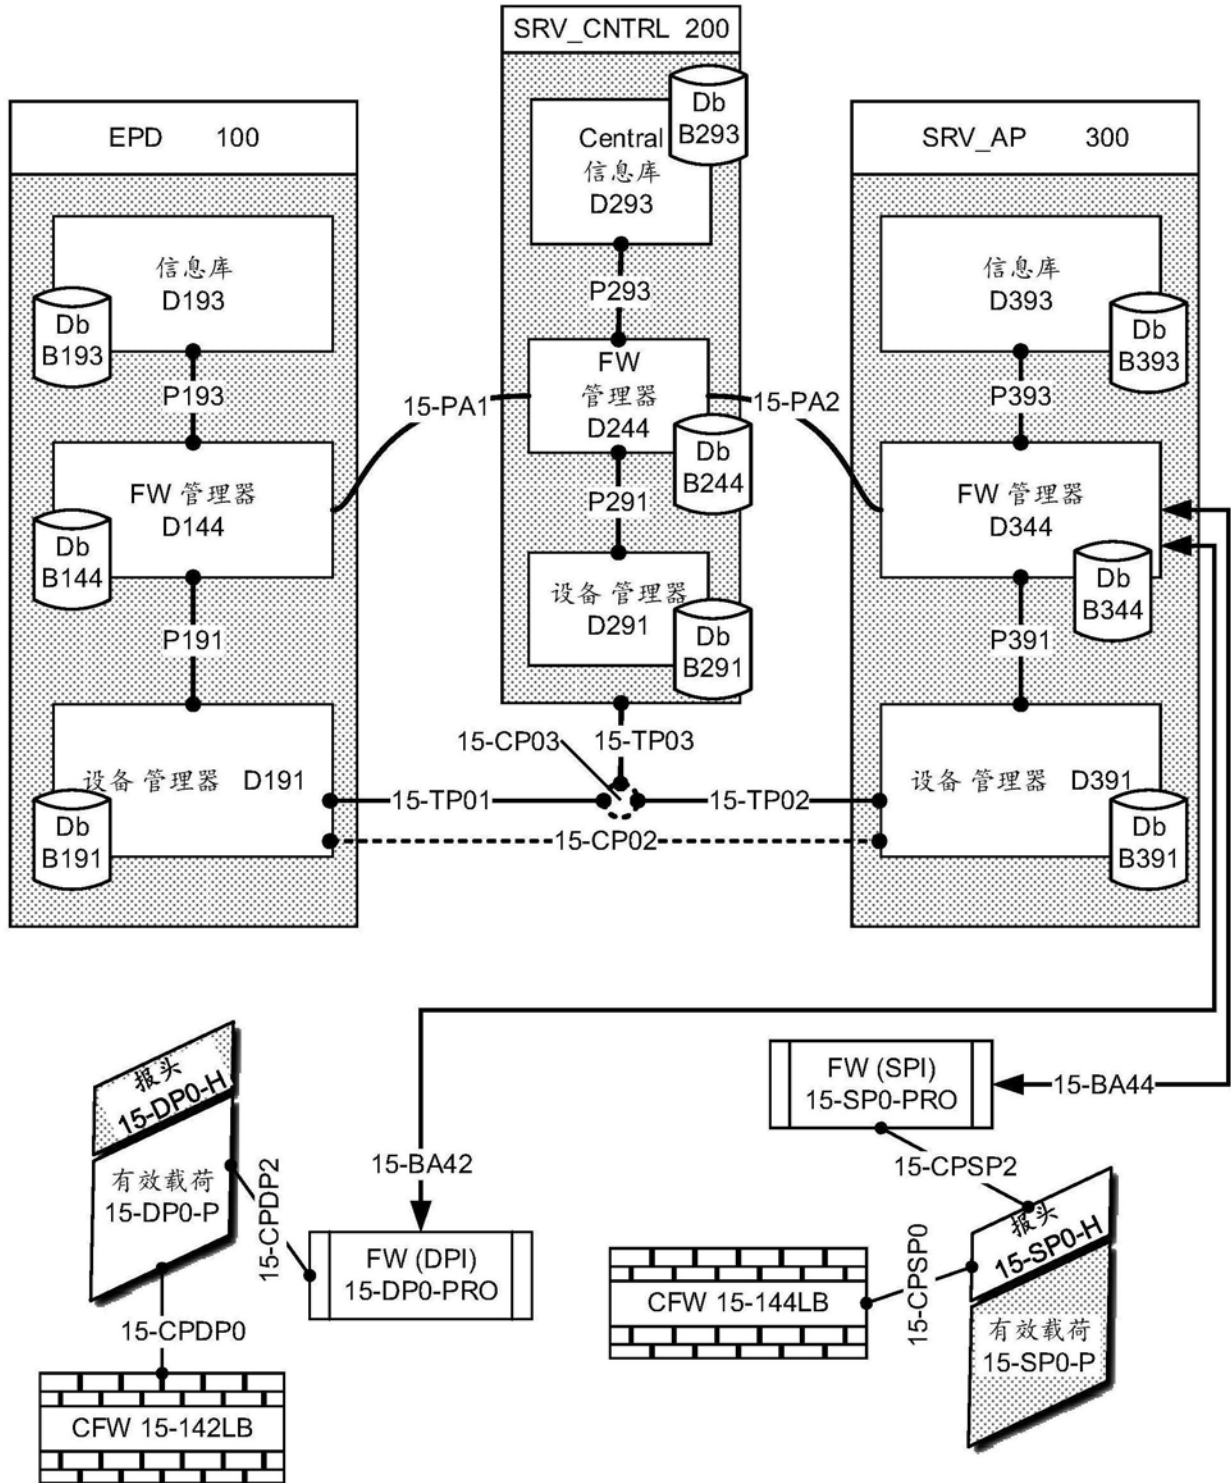 SRV_CNTRL 200
Db
B293
Central
信息库
D293
P293
FW
管理器
D244
Db
B244
P291
设备 管理器
D291
Db
B291
EPD 100
信息库
D193
Db
B193
P193
FW 管理器
D144
Db
B144
P191
设备 管理器 D191
Db
B191
SRV_AP 300
信息库
D393
Db
B393
P393
FW 管理器
D344
Db
B344
P391
设备 管理器 D391
Db
B391
15-PA1
15-PA2
15-CP03
15-TP03
15-TP01
15-TP02
15-CP02
报头
15-DP0-H
有效载荷
15-DP0-P
15-CPDP2
15-CPDP0
CFW 15-142LB
15-BA42
FW (DPI)
15-DP0-PRO
FW (SPI)
15-SP0-PRO
15-BA44
15-CPSP2
15-CPSP0
CFW 15-144LB
报头
15-SP0-H
有效载荷
15-SP0-P